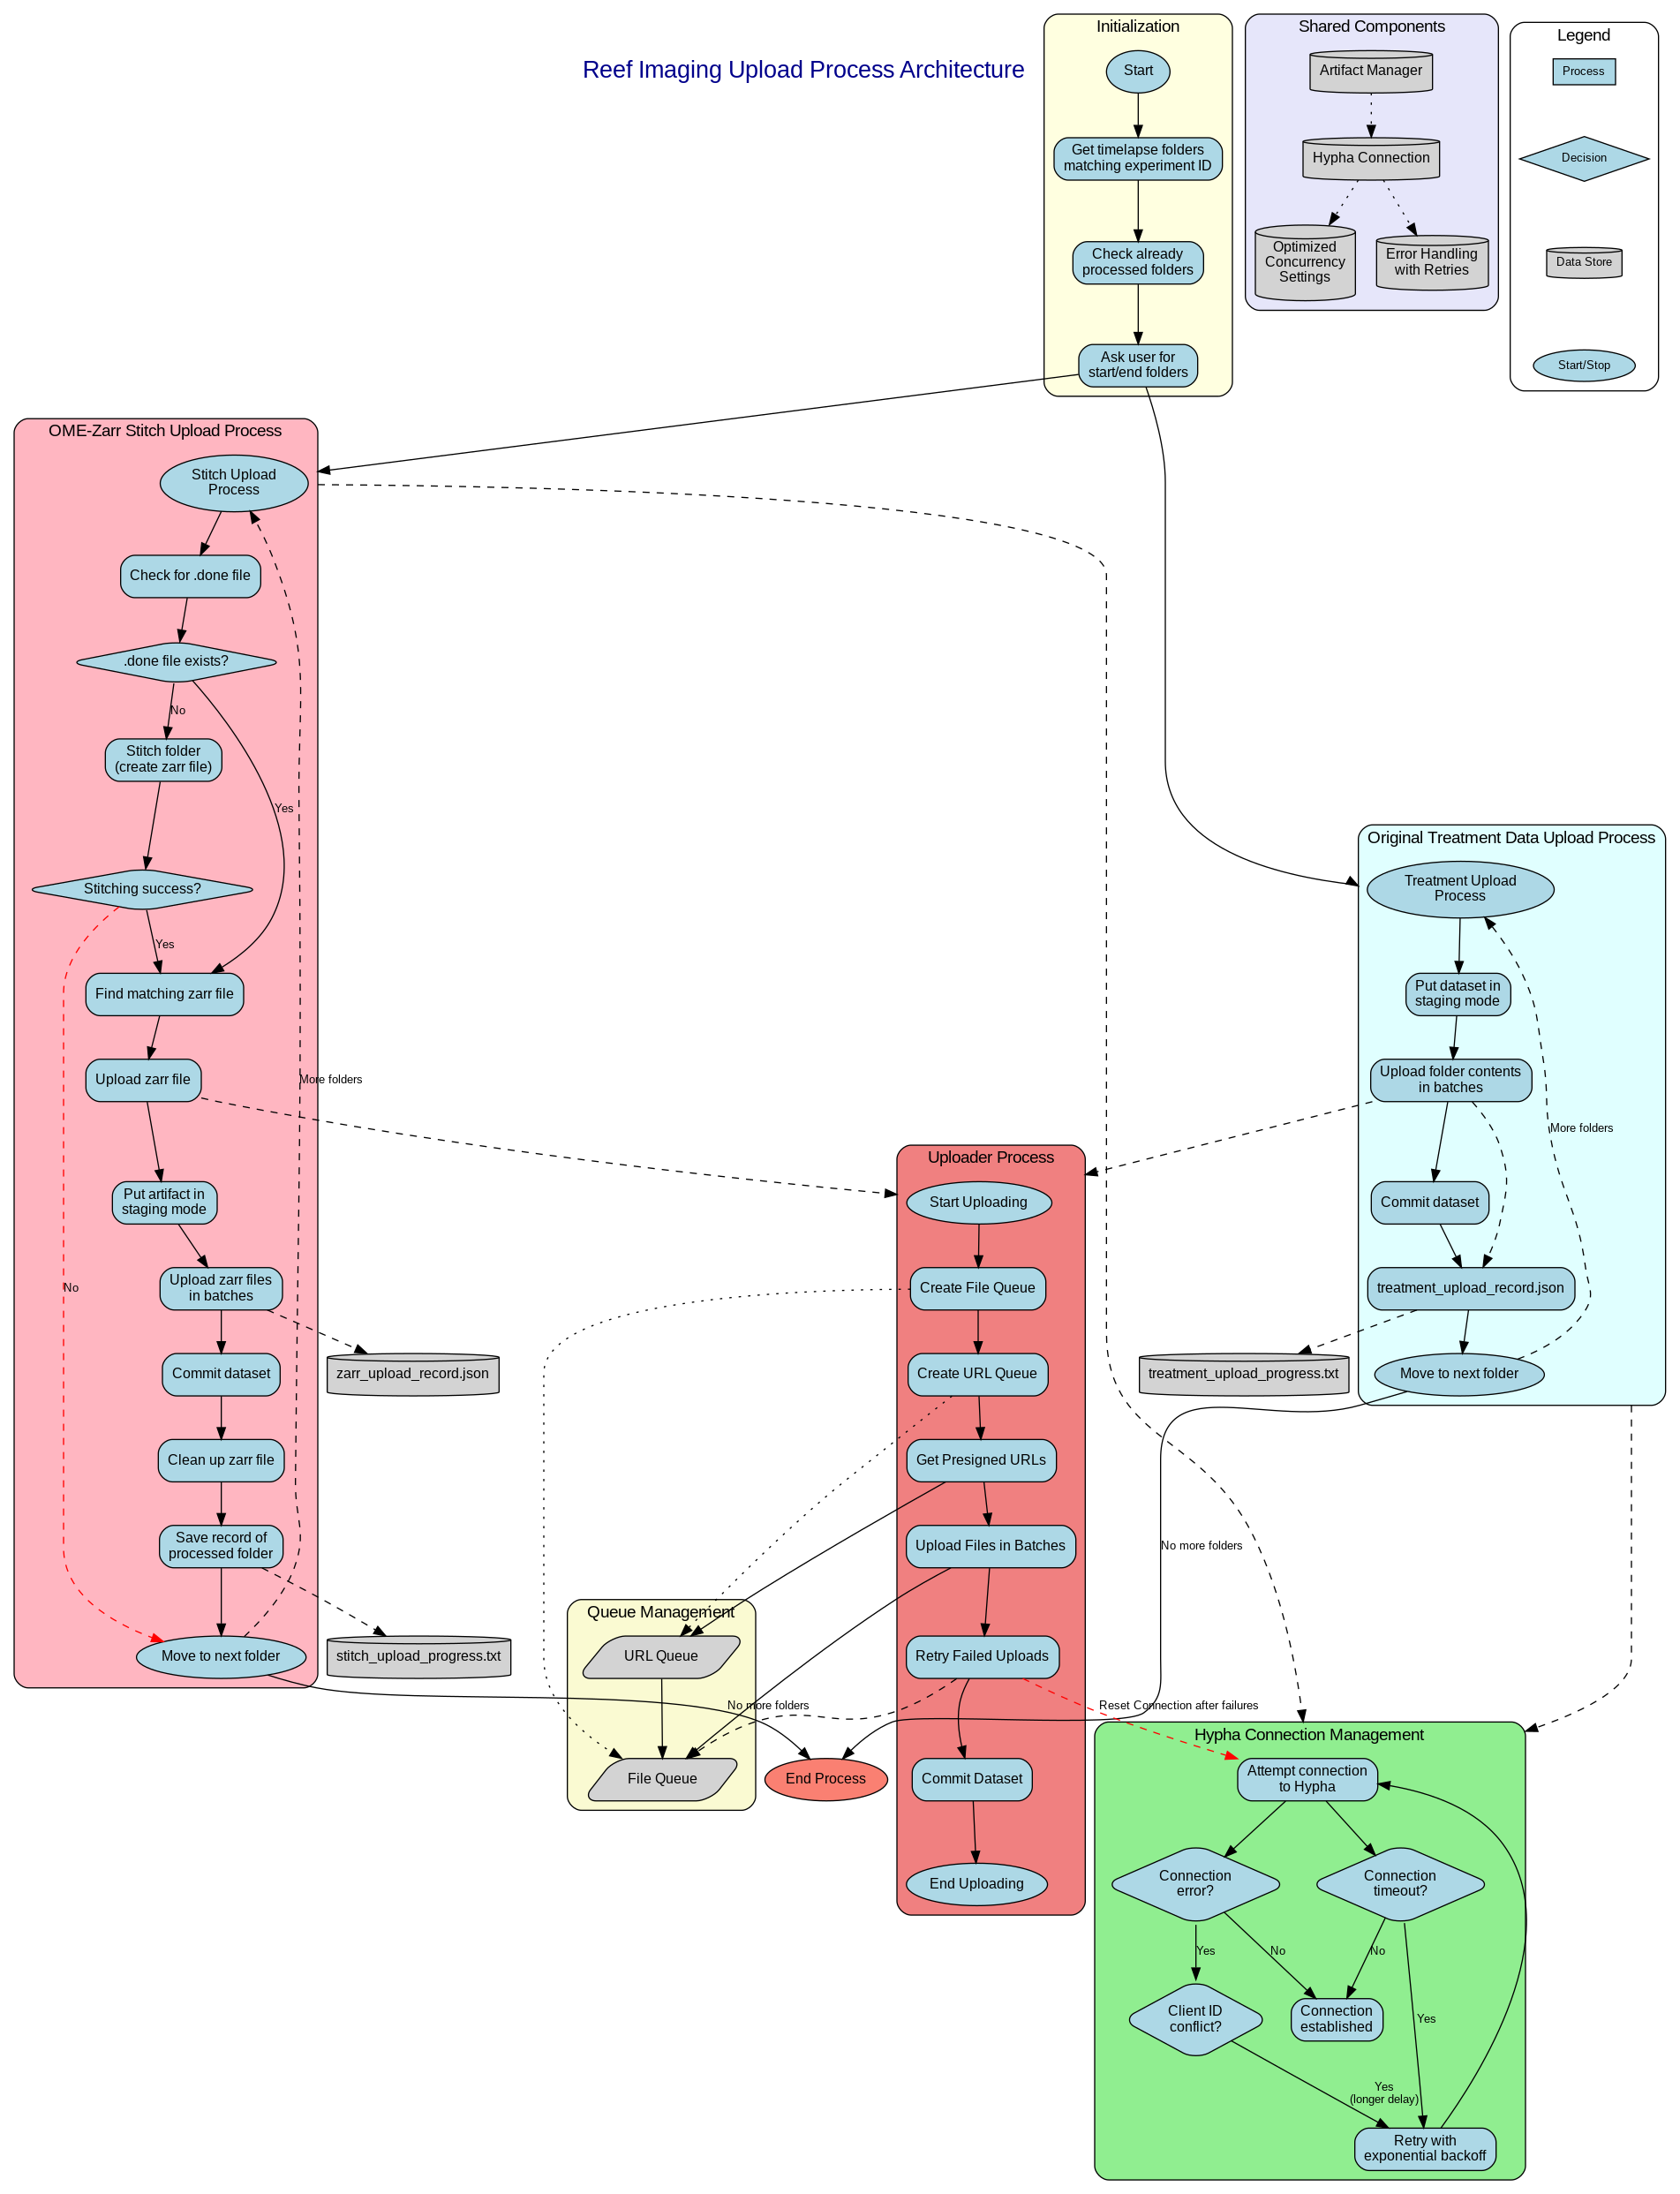 Reef Imaging Upload Process Architecture
Initialization
Start
Get timelapse folders
matching experiment ID
Check already
processed folders
Ask user for
start/end folders
Shared Components
Artifact Manager
Hypha Connection
Optimized
Concurrency
Settings
Error Handling
with Retries
Legend
Process
Decision
Data Store
Start/Stop
OME-Zarr Stitch Upload Process
Stitch Upload
Process
Check for .done file
.done file exists?
No
Stitch folder
(create zarr file)
Yes
Stitching success?
Yes
Find matching zarr file
Upload zarr file
More folders
Put artifact in
staging mode
Upload zarr files
in batches
No
Commit dataset
zarr_upload_record.json
Clean up zarr file
Save record of
processed folder
Move to next folder
stitch_upload_progress.txt
Original Treatment Data Upload Process
Treatment Upload
Process
Put dataset in
staging mode
Upload folder contents
in batches
More folders
Commit dataset
treatment_upload_record.json
treatment_upload_progress.txt
Move to next folder
No more folders
Uploader Process
Start Uploading
Create File Queue
Create URL Queue
Get Presigned URLs
Upload Files in Batches
Retry Failed Uploads
Reset Connection after failures
Commit Dataset
End Uploading
Queue Management
URL Queue
No more folders
File Queue
End Process
Hypha Connection Management
Attempt connection
to Hypha
Connection
error?
Connection
timeout?
Yes
No
No
Client ID
conflict?
Connection
established
Yes
Yes
(longer delay)
Retry with
exponential backoff